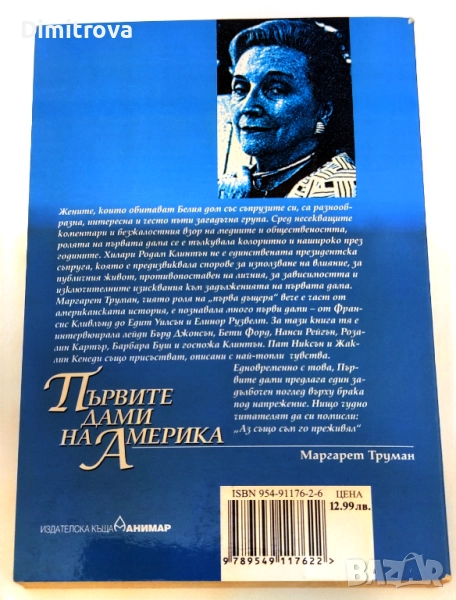 Dimitrova
Жените, които обитават Белия дом със съпрузите си, са разнооб-
разна, интересна и често пъти загадъчна група. Сред несекващите
коментари и безжалостния взор на медиите и обществеността,
ролята на първата дама се е тълкувала колоритно и нашироко през
годините. Хилари Родам Клинтън не е единствената президентска
съпруга, която е предизвиквала спорове за използване на влияние, за
публичния живот, противопоставен на личния, за зависимостта и
изключителните изисквания към задълженията на първата дама.
Маргарет Труман, чиято роля на „първа дъщеря“ вече е част от
американската история, е познавала много първи дами – от Фран-
сис Кливлънд до Едит Уилсън и Елинор Рузвелт. За тази книга тя е
интервюирала лейди Бърд Джонсън, Бети Форд, Нанси Рейгън, Роза-
лин Картър, Барбара Буш и госпожа Клинтън. Пат Никсън и Жак-
лин Кенеди също присъстват, описани с най-топли чувства.
Едновременно с това, Пър-
вите дами предлага един за-
дълбочен поглед върху брака
под напрежение. Нищо чудно
читателят да си помисли:
„Аз също съм го преживял“
ПЪРВИТЕ
ДАМИ
НА АМЕРИКА
Маргарет Труман
ISBN 954-91176-2-6
ЦЕНА
12.99лв.
9 789549 117622 >
ИЗДАТЕЛСКА КЪЩА АНИМАР
BAZAR